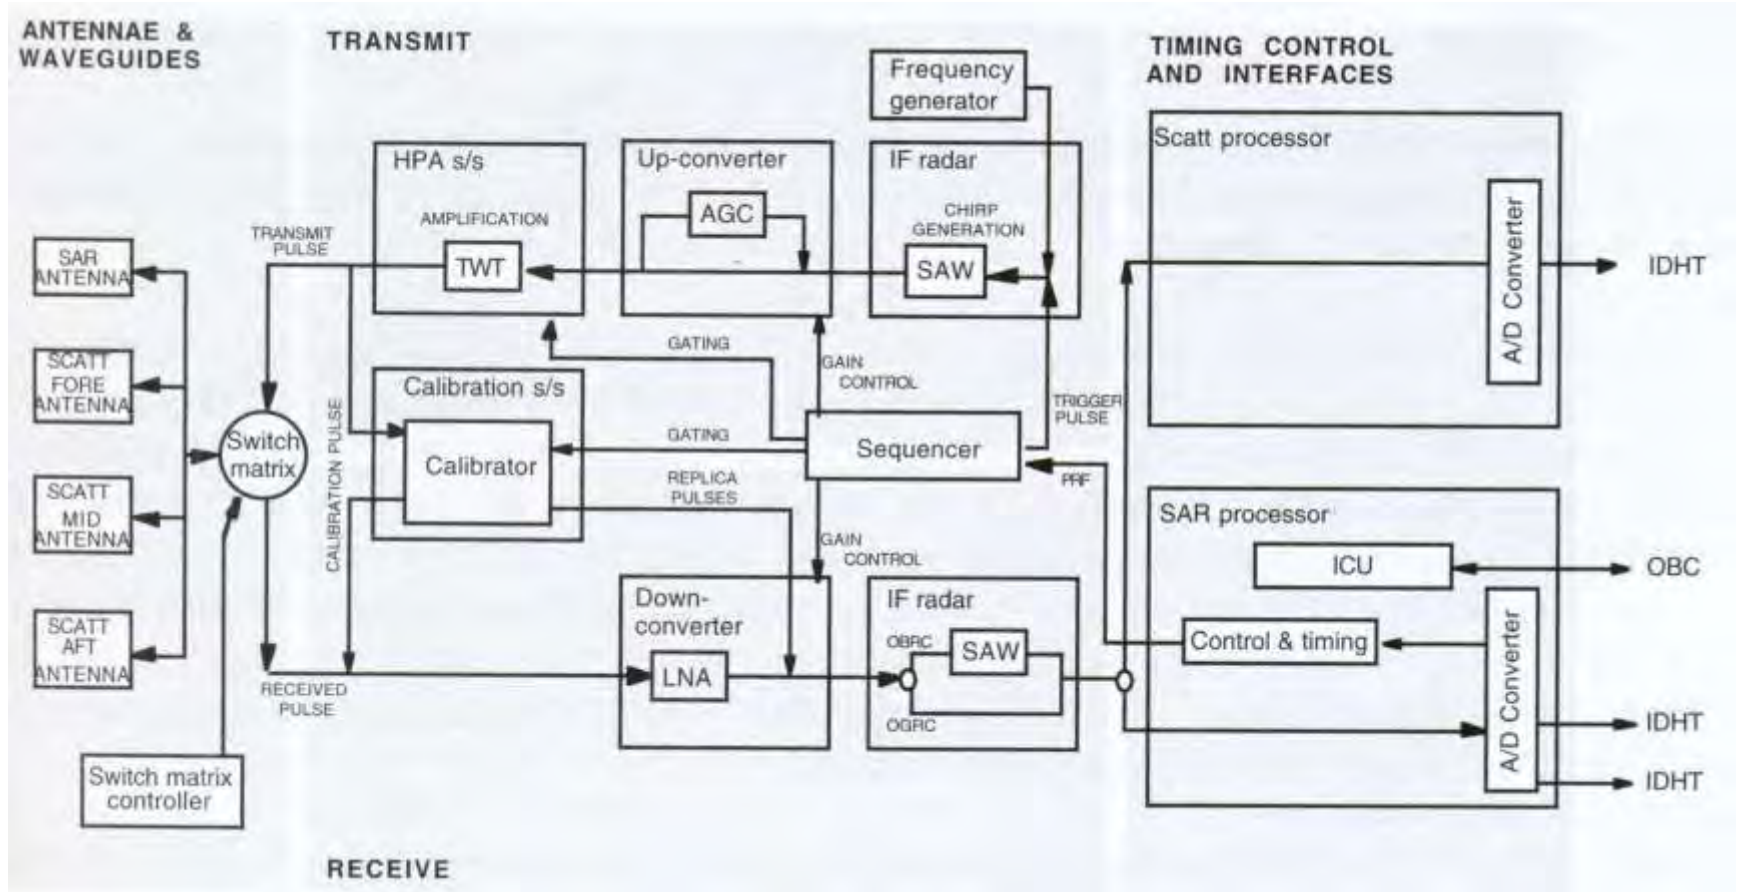 ANTENNAE &
WAVEGUIDES
TRANSMIT
TIMING CONTROL
AND INTERFACES
Frequency
generator
HPA s/s
AMPLIFICATION
TWT
Up-converter
AGC
IF radar
CHIRP
GENERATION
SAW
Scatt processor
A/D Converter
IDHT
TRANSMIT
PULSE
SAR
ANTENNA
SCATT
FORE
ANTENNA
SCATT
MID
ANTENNA
SCATT
AFT
ANTENNA
Switch
matrix
Switch matrix
controller
GATING
GAIN
CONTROL
Calibration s/s
Calibrator
CALIBRATION PULSE
GATING
REPLICA
PULSES
Sequencer
TRIGGER
PULSE
PRF
GAIN
CONTROL
RECEIVED
PULSE
Down-
converter
LNA
IF radar
OBRC
SAW
OGRC
SAR processor
ICU
OBC
Control & timing
A/D Converter
IDHT
IDHT
RECEIVE